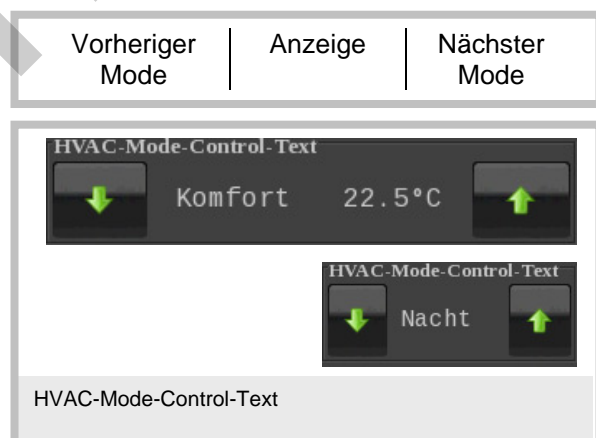 Vorheriger Mode
Anzeige
Nächster Mode
HVAC-Mode-Control-Text
Komfort 22.5°C
HVAC-Mode-Control-Text
Nacht
HVAC-Mode-Control-Text